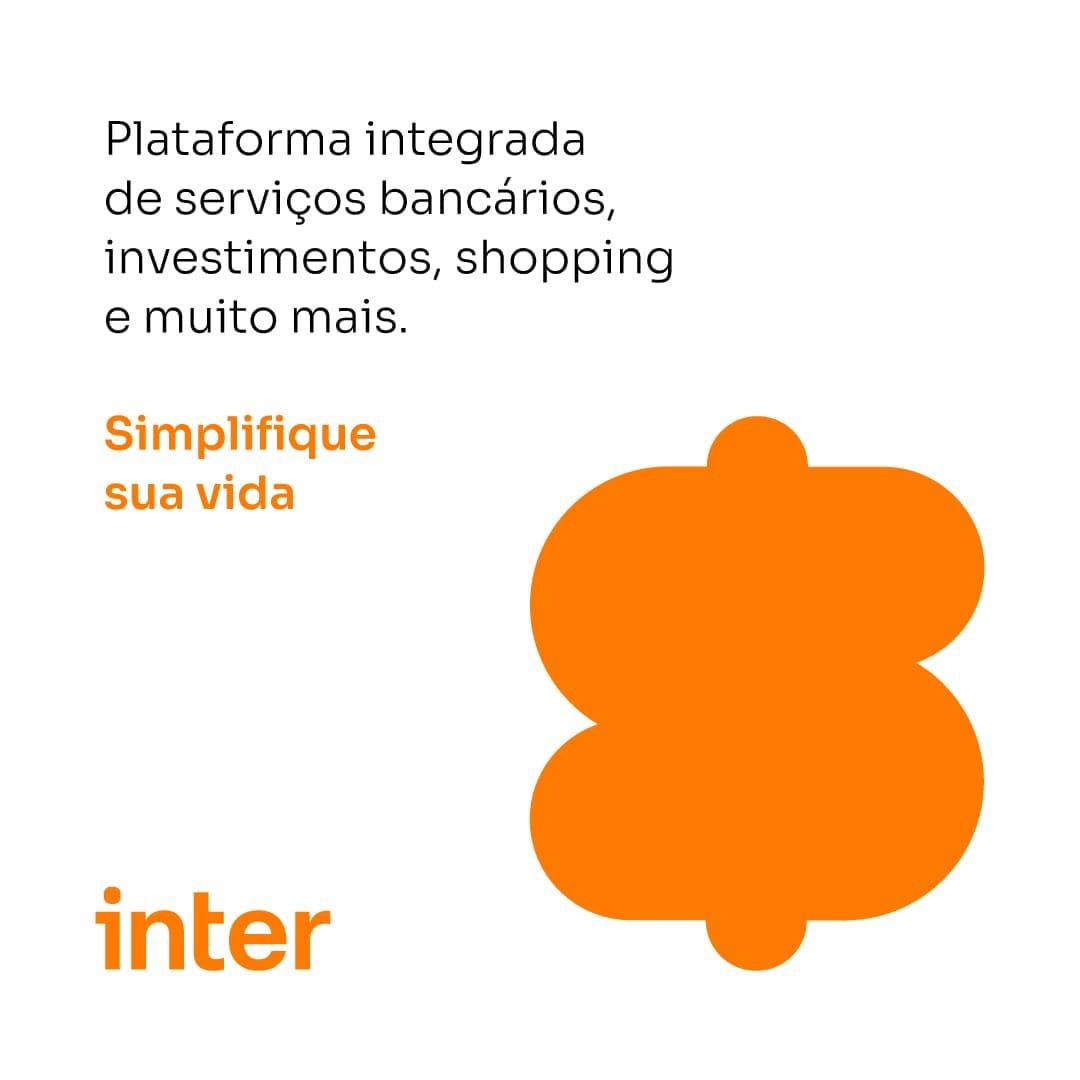 Plataforma integrada
de serviços bancários,
investimentos, shopping
e muito mais.
Simplifique
sua vida
inter